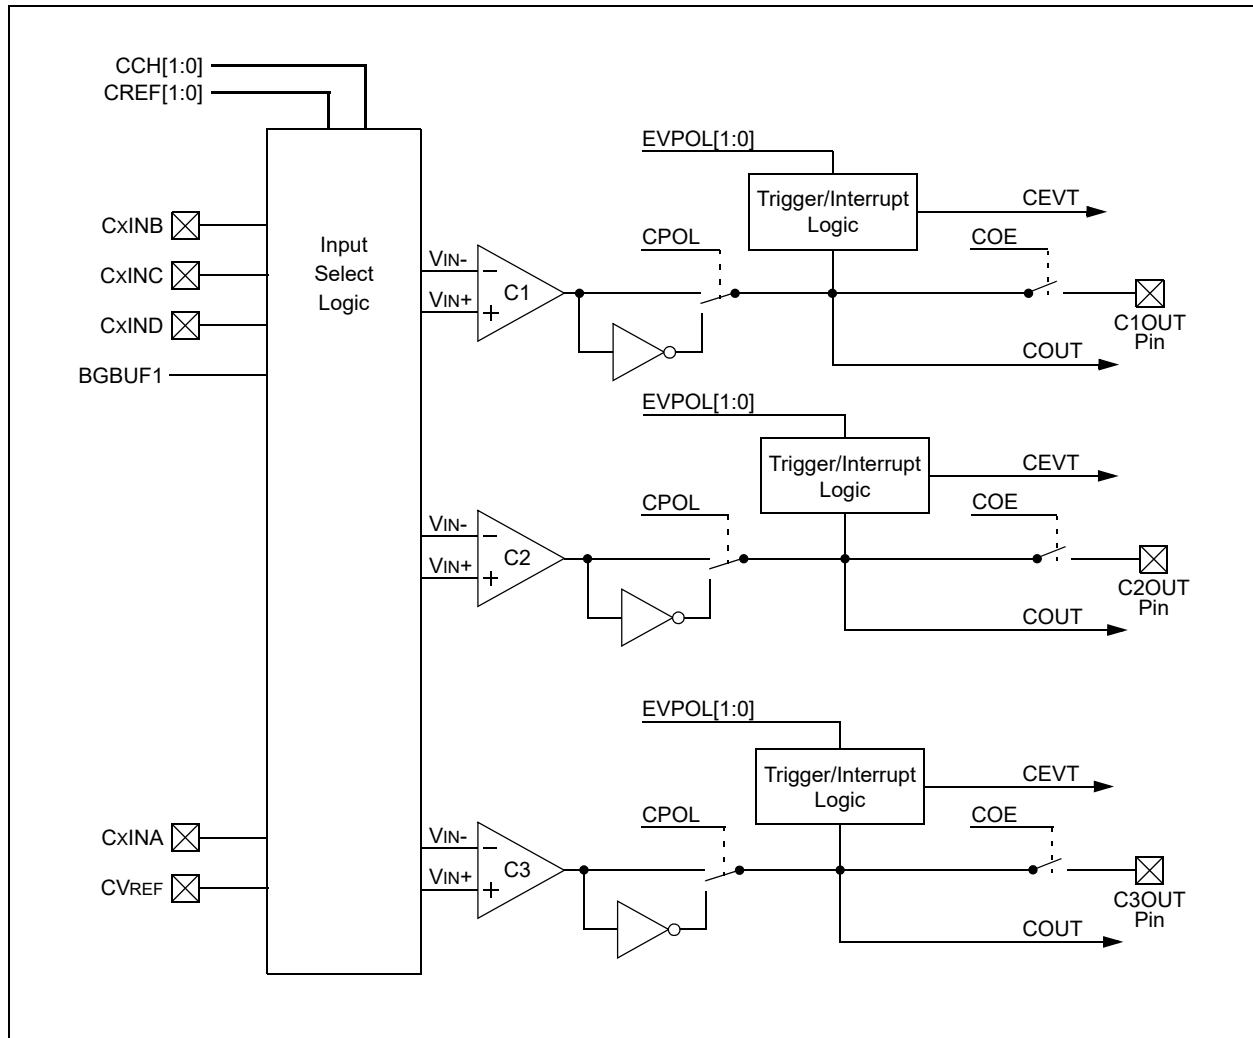 CCH[1:0]
CREF[1:0]
CXINB
CXINC
CXIND
BGBUF1
CXINA
CVREF
Input
Select
Logic
EVPOL[1:0]
Trigger/Interrupt
Logic
CEVT
CPOL
COE
VIN-
VIN+
C1
C1OUT
Pin
COUT
EVPOL[1:0]
Trigger/Interrupt
Logic
CEVT
CPOL
COE
VIN-
VIN+
C2
C2OUT
Pin
COUT
EVPOL[1:0]
Trigger/Interrupt
Logic
CEVT
CPOL
COE
VIN-
VIN+
C3
C3OUT
Pin
COUT